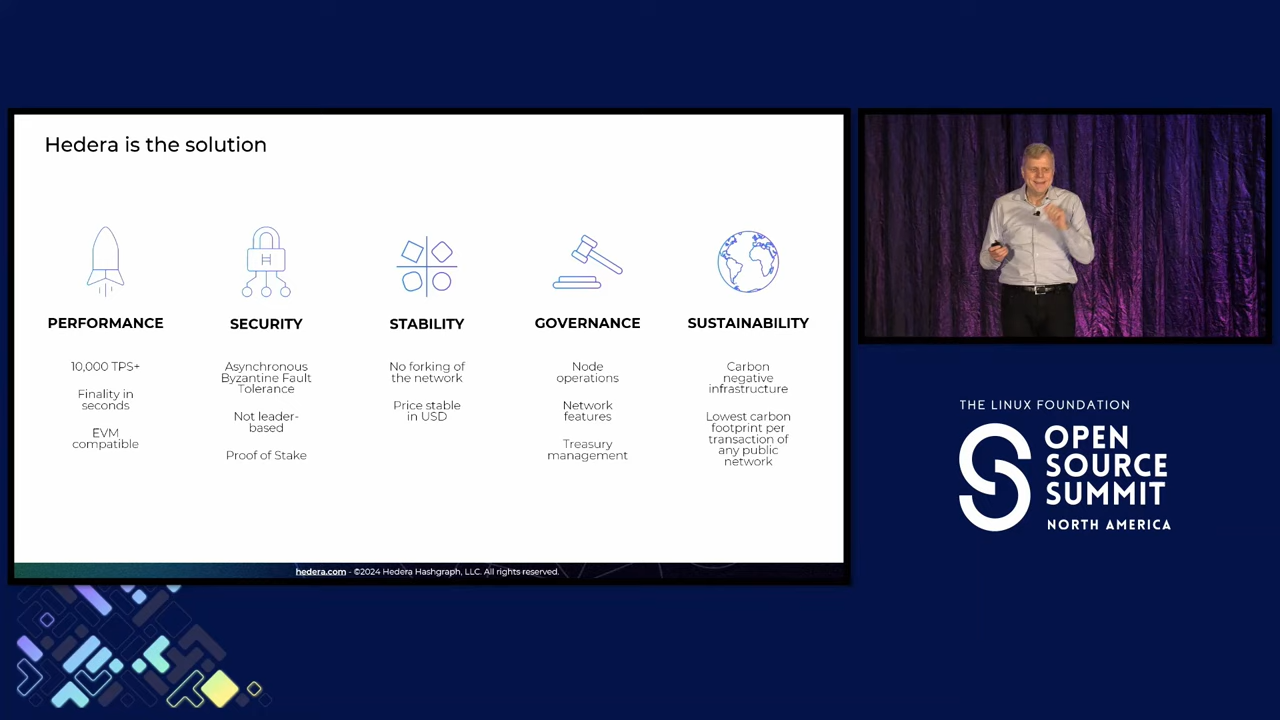 Hedera is the solution
PERFORMANCE
10,000 TPS+
Finality in
seconds
EVM
compatible
SECURITY
Asynchronous
Byzantine Fault
Tolerance
Not leader-
based
Proof of Stake
STABILITY
No forking of
the network
Price stable
in USD
GOVERNANCE
Node
operations
Network
features
Treasury
management
SUSTAINABILITY
Carbon
negative
infrastructure
Lowest carbon
footprint per
transaction of
any public
network
hedera.com - ©2024 Hedera Hashgraph, LLC. All rights reserved.
THE LINUX FOUNDATION
OPEN
SOURCE
SUMMIT
NORTH AMERICA